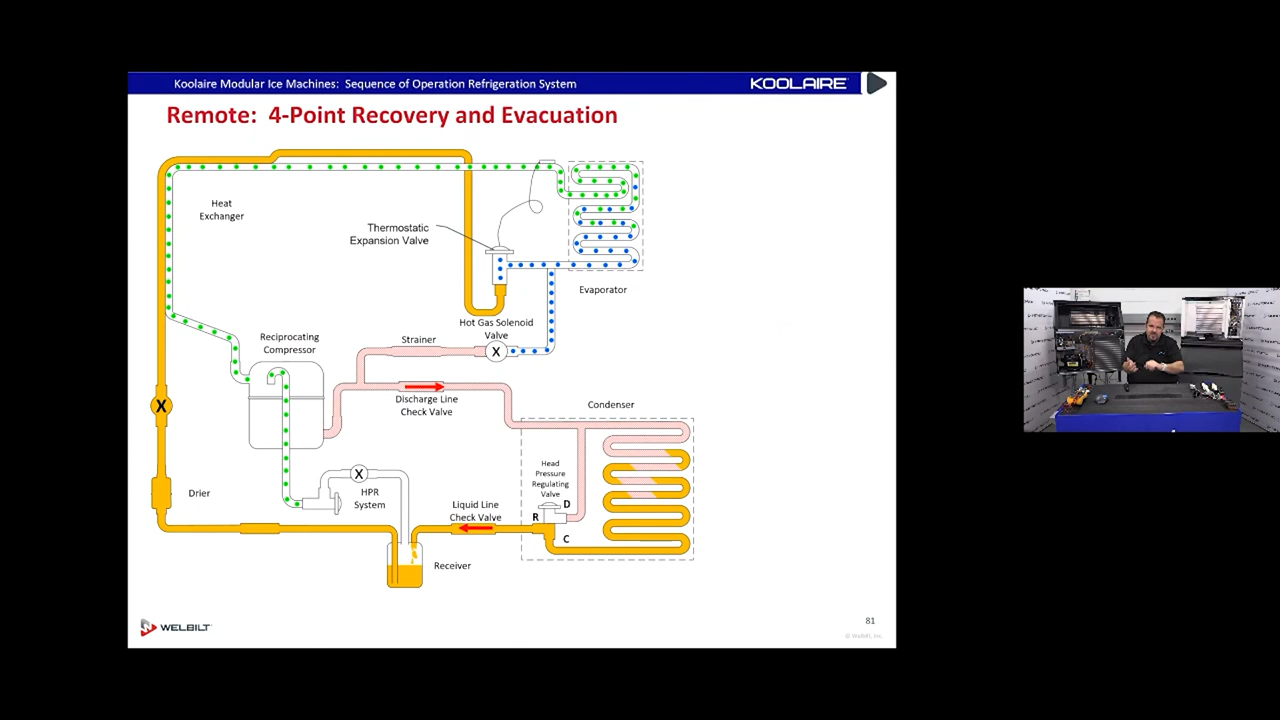 Koolaire Modular Ice Machines: Sequence of Operation Refrigeration System
KOOLAIRE
Remote: 4-Point Recovery and Evacuation
Heat
Exchanger
Thermostatic
Expansion Valve
Evaporator
Hot Gas Solenoid
Valve
Strainer
X
Reciprocating
Compressor
Discharge Line
Check Valve
Condenser
X
X
HPR
System
Head
Pressure
Regulating
Valve
D
R
C
Drier
Liquid Line
Check Valve
Receiver
WELBILT
81
© Welbilt, Inc.